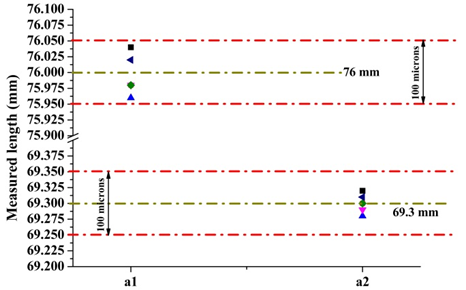 Measured length (mm)
76.100
76.075
76.050
76.025
76.000
75.975
75.950
75.925
75.900
69.375
69.350
69.325
69.300
69.275
69.250
69.225
69.200
76 mm
100 microns
100 microns
69.3 mm
a1
a2